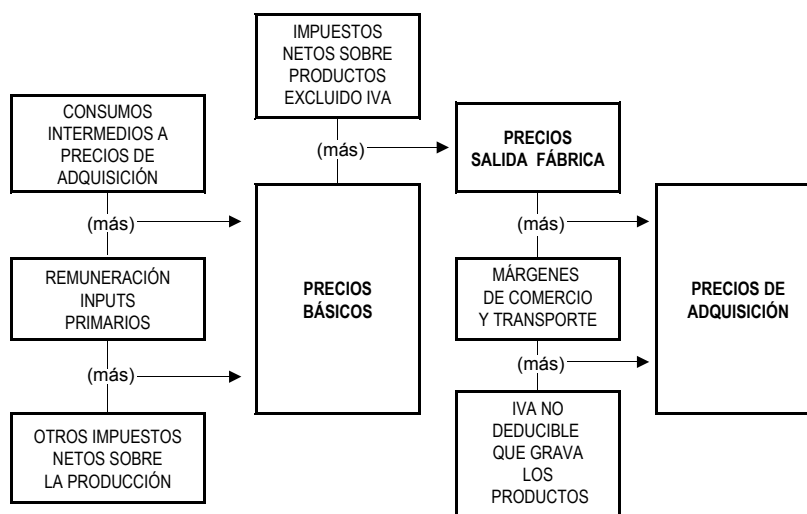 IMPUESTOS
NETOS SOBRE
PRODUCTOS
EXCLUIDO IVA
CONSUMOS
INTERMEDIOS A
PRECIOS DE
ADQUISICIÓN
(más)
PRECIOS
SALIDA FÁBRICA
(más)
(más)
REMUNERACIÓN
INPUTS
PRIMARIOS
PRECIOS
BÁSICOS
MÁRGENES
DE COMERCIO
Y TRANSPORTE
PRECIOS DE
ADQUISICIÓN
(más)
(más)
OTROS IMPUESTOS
NETOS SOBRE
LA PRODUCCIÓN
IVA NO
DEDUCIBLE
QUE GRAVA
LOS
PRODUCTOS